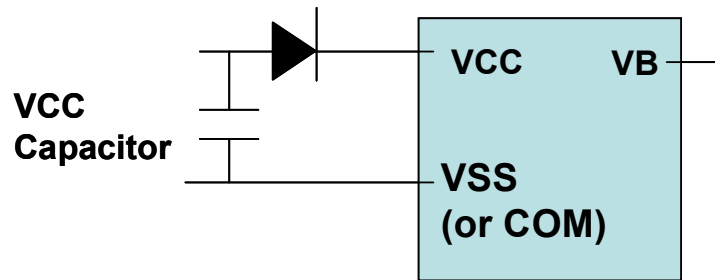 VCC
Capacitor
VCC
VB
VSS
(or COM)